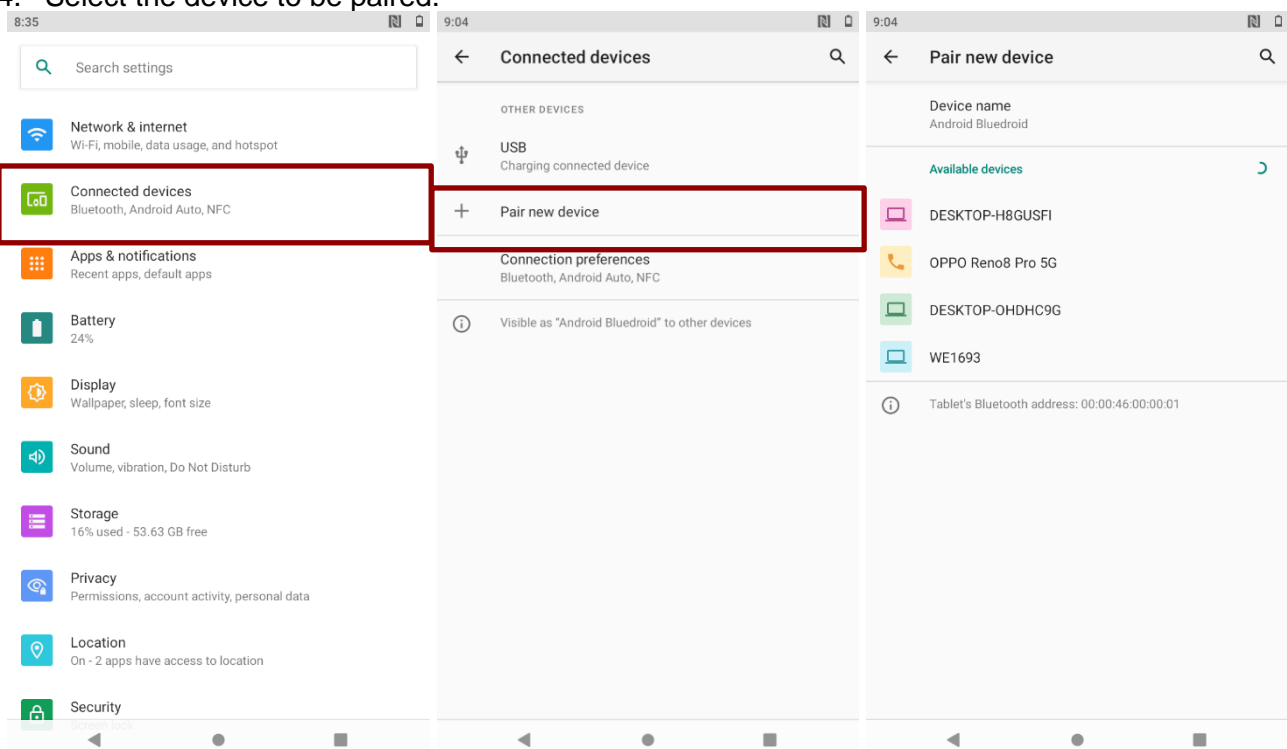 4. Select the device to be paired.
8:35
Search settings
Network & internet
Wi-Fi, mobile, data usage, and hotspot
Connected devices
Bluetooth, Android Auto, NFC
Apps & notifications
Recent apps, default apps
Battery
24%
Display
Wallpaper, sleep, font size
Sound
Volume, vibration, Do Not Disturb
Storage
16% used - 53.63 GB free
Privacy
Permissions, account activity, personal data
Location
On - 2 apps have access to location
Security
Screen lock
9:04
Connected devices
OTHER DEVICES
USB
Charging connected device
Pair new device
Connection preferences
Bluetooth, Android Auto, NFC
Visible as "Android Bluedroid" to other devices
9:04
Pair new device
Device name
Android Bluedroid
Available devices
DESKTOP-H8GUSFI
OPPO Reno8 Pro 5G
DESKTOP-OHDHC9G
WE1693
Tablet's Bluetooth address: 00:00:46:00:00:01